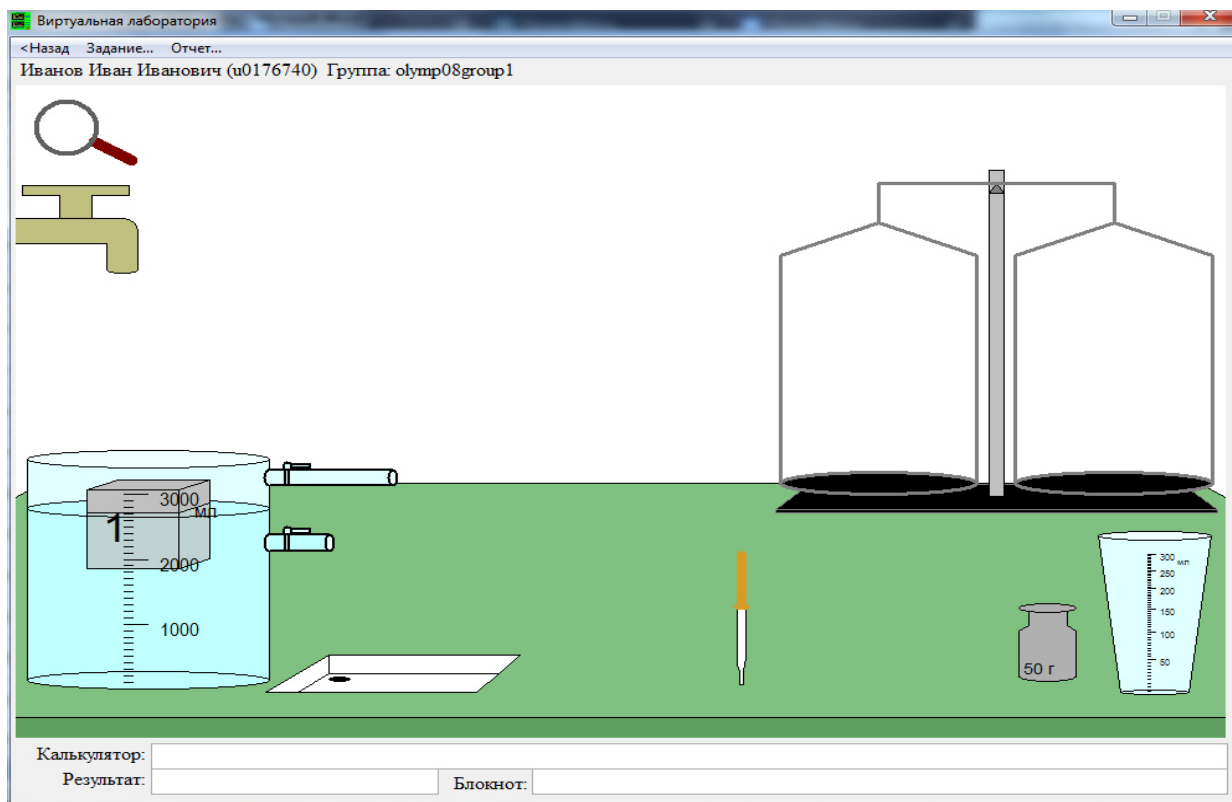 Виртуальная лаборатория
<Назад Задание... Отчет...
Иванов Иван Иванович (u0176740) Группа: olymp08group1
3000
мл
1
2000
1000
300
мл
250
200
150
100
50
50 г
Калькулятор:
Результат:
Блокнот: